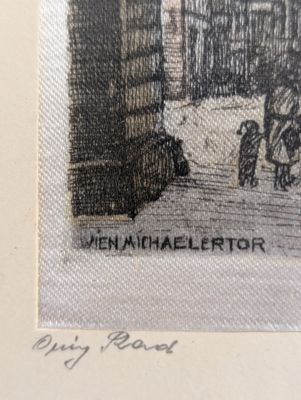 WIEN, MICHAELERTOR
Orig Rad